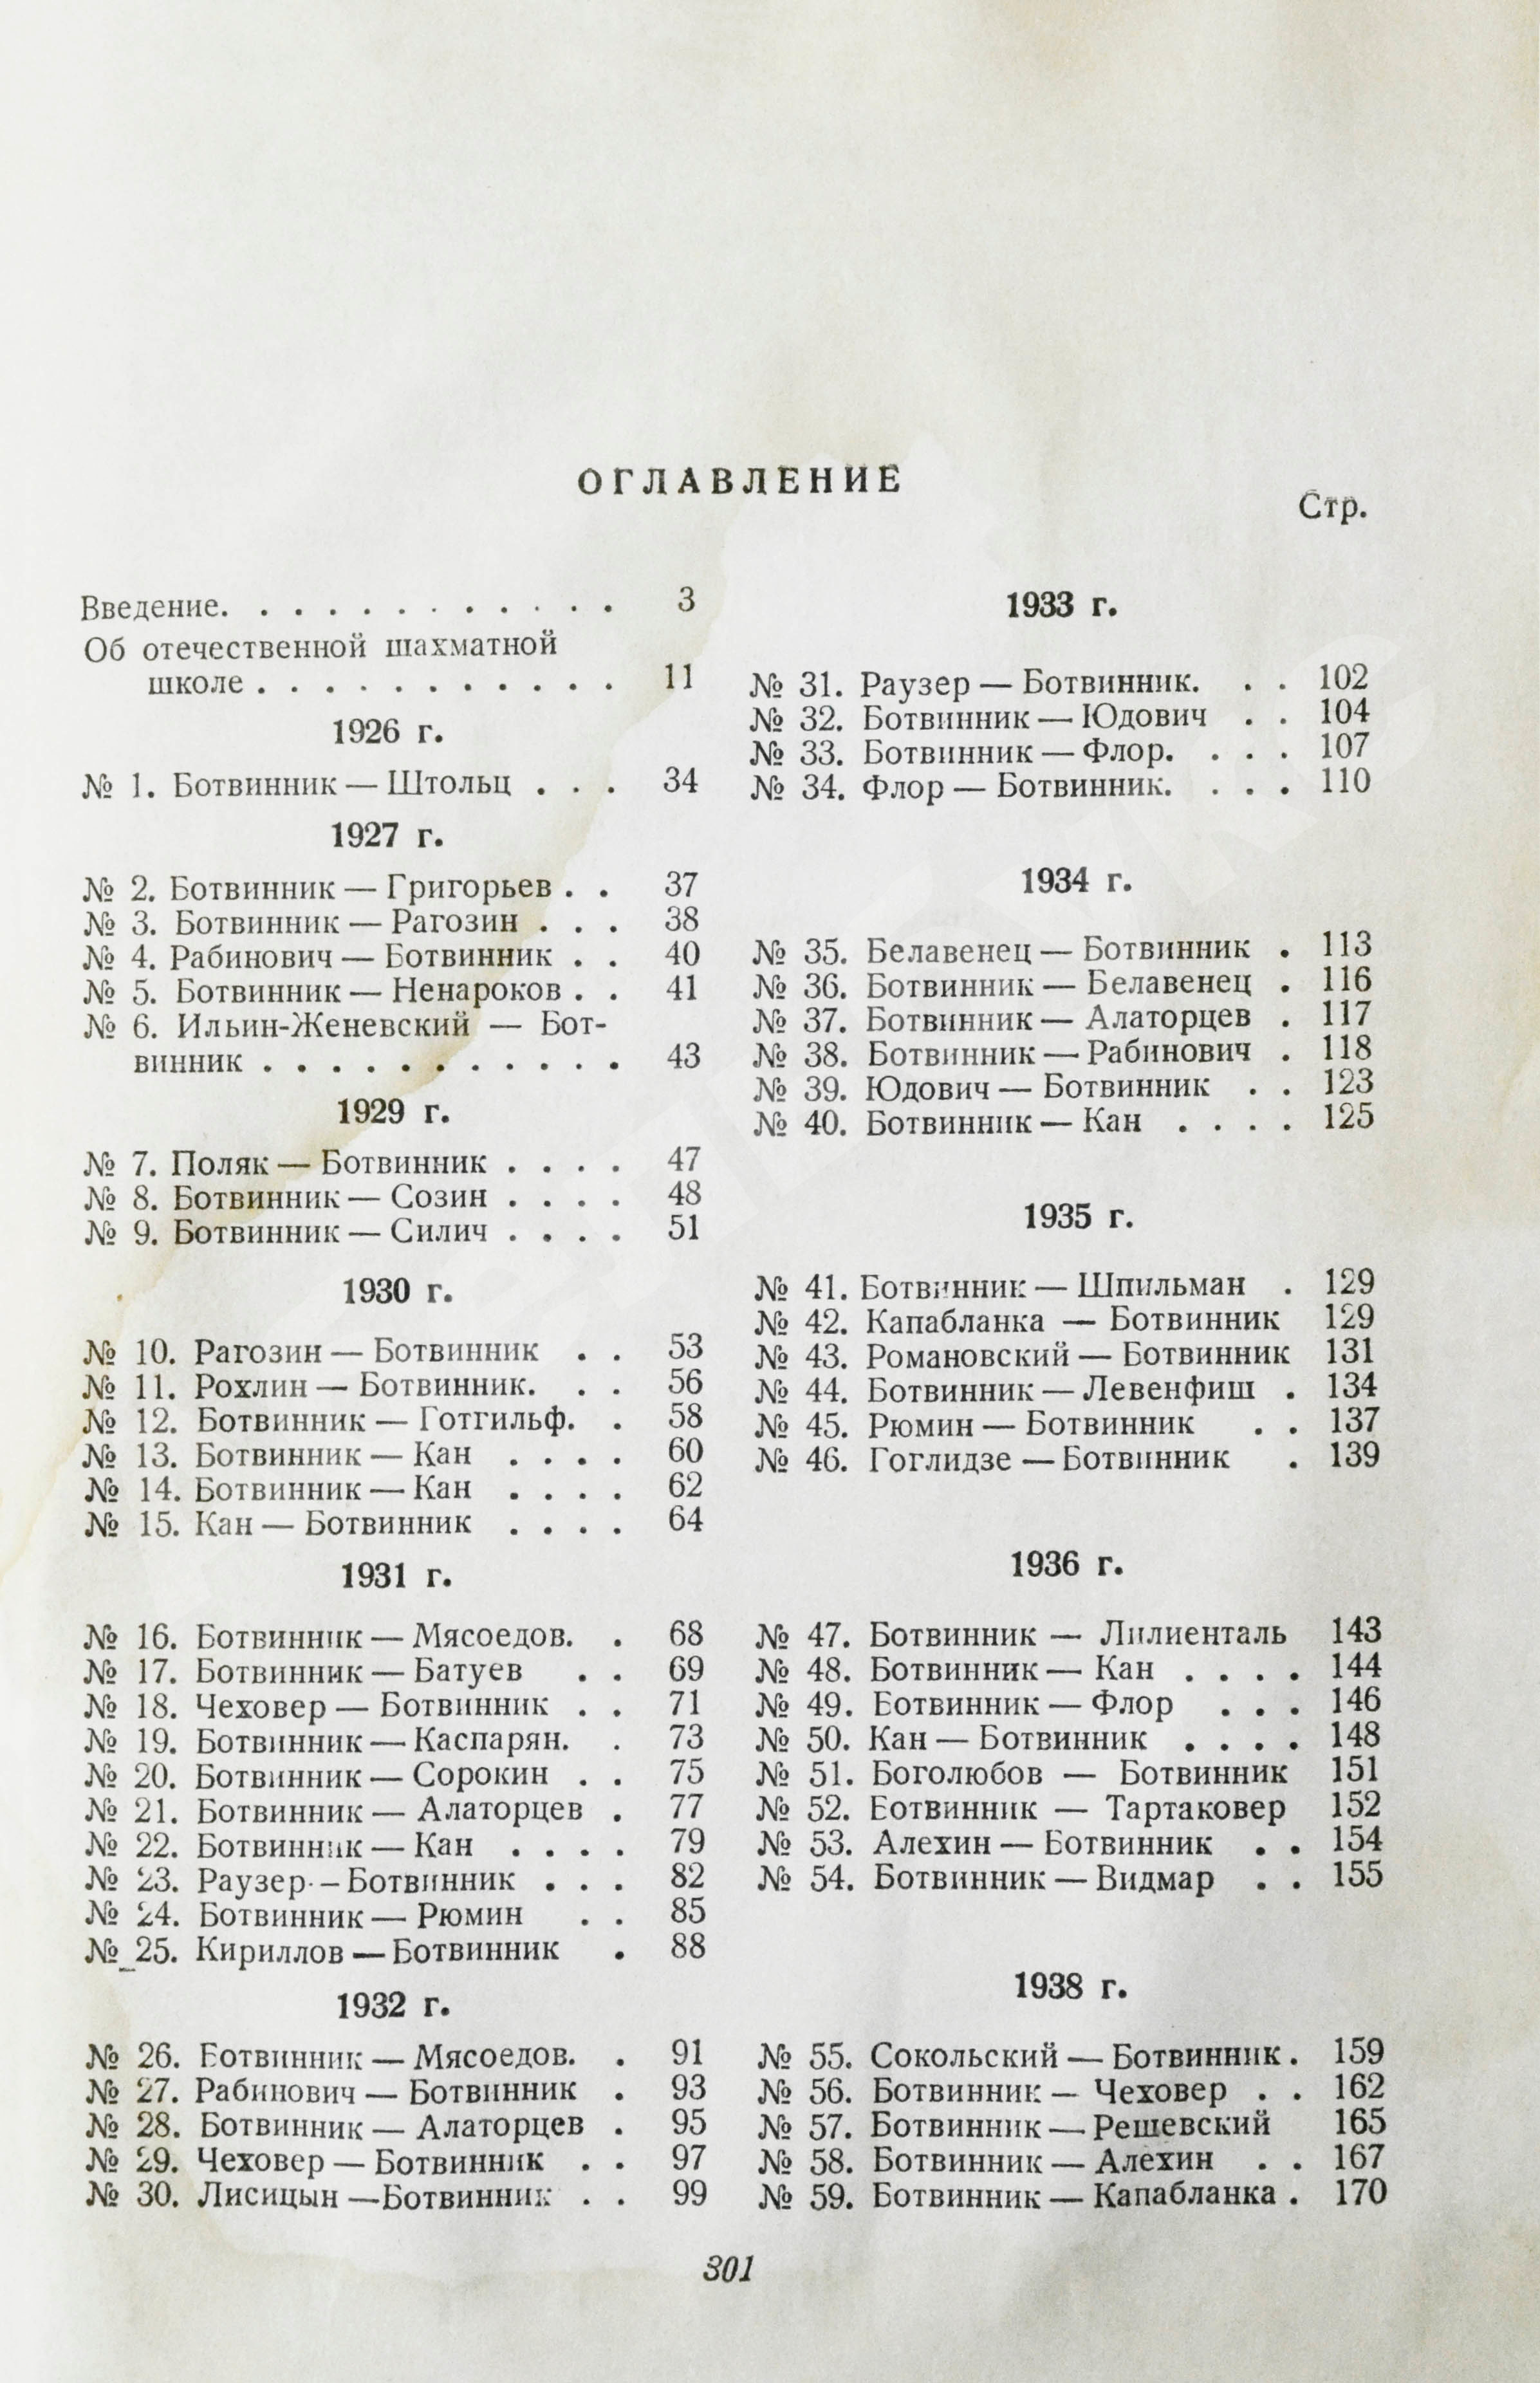 ОГЛАВЛЕНИЕ
Стр.
Введение. . . . . . . . . . . . 3
Об отечественной шахматной
школе . . . . . . . . . . . 11
1926 г.
№ 1. Ботвинник — Штольц . . . 34
1927 г.
№ 2. Ботвинник — Григорьев . . 37
№ 3. Ботвинник — Рагозин . . . 38
№ 4. Рабинович — Ботвинник . . 40
№ 5. Ботвинник — Ненароков . . 41
№ 6. Ильин-Женевский — Бот-
винник . . . . . . . . . . . 43
1929 г.
№ 7. Поляк — Ботвинник . . . . 47
№ 8. Ботвинник — Созин . . . . 48
№ 9. Ботвинник — Силич . . . . 51
1930 г.
№ 10. Рагозин — Ботвинник . . 53
№ 11. Рохлин — Ботвинник. . . 56
№ 12. Ботвинник — Готгильф. . 58
№ 13. Ботвинник — Кан . . . . 60
№ 14. Ботвинник — Кан . . . . 62
№ 15. Кан — Ботвинник . . . . 64
1931 г.
№ 16. Ботвинник — Мясоедов. . 68
№ 17. Ботвинник — Батуев . . 69
№ 18. Чеховер — Ботвинник . . 71
№ 19. Ботвинник — Каспарян. . 73
№ 20. Ботвинник — Сорокин . . 75
№ 21. Ботвинник — Алаторцев . 77
№ 22. Ботвинник — Кан . . . . 79
№ 23. Раузер — Ботвинник . . . 82
№ 24. Ботвинник — Рюмин . . 85
№ 25. Кириллов — Ботвинник . 88
1932 г.
№ 26. Ботвинник — Мясоедов. . 91
№ 27. Рабинович — Ботвинник . 93
№ 28. Ботвинник — Алаторцев . 95
№ 29. Чеховер — Ботвинник . . 97
№ 30. Лисицын — Ботвинник . . 99
1933 г.
№ 31. Раузер — Ботвинник. . . 102
№ 32. Ботвинник — Юдович . . 104
№ 33. Ботвинник — Флор. . . . 107
№ 34. Флор — Ботвинник. . . . 110
1934 г.
№ 35. Белавенец — Ботвинник . 113
№ 36. Ботвинник — Белавенец . 116
№ 37. Ботвинник — Алаторцев . 117
№ 38. Ботвинник — Рабинович . 118
№ 39. Юдович — Ботвинник . . 123
№ 40. Ботвинник — Кан . . . . 125
1935 г.
№ 41. Ботвинник — Шпильман . 129
№ 42. Капабланка — Ботвинник 129
№ 43. Романовский — Ботвинник 131
№ 44. Ботвинник — Левенфиш . 134
№ 45. Рюмин — Ботвинник . . 137
№ 46. Гоглидзе — Ботвинник . 139
1936 г.
№ 47. Ботвинник — Лилиенталь 143
№ 48. Ботвинник — Кан . . . . 144
№ 49. Ботвинник — Флор . . . 146
№ 50. Кан — Ботвинник . . . . 148
№ 51. Боголюбов — Ботвинник 151
№ 52. Ботвинник — Тартаковер 152
№ 53. Алехин — Ботвинник . . 154
№ 54. Ботвинник — Видмар . . 155
1938 г.
№ 55. Сокольский — Ботвинник . 159
№ 56. Ботвинник — Чеховер . . 162
№ 57. Ботвинник — Решевский 165
№ 58. Ботвинник — Алехин . . 167
№ 59. Ботвинник — Капабланка . 170
301